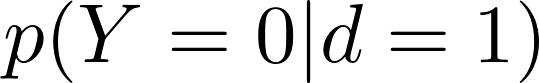 p(Y = 0|d = 1)